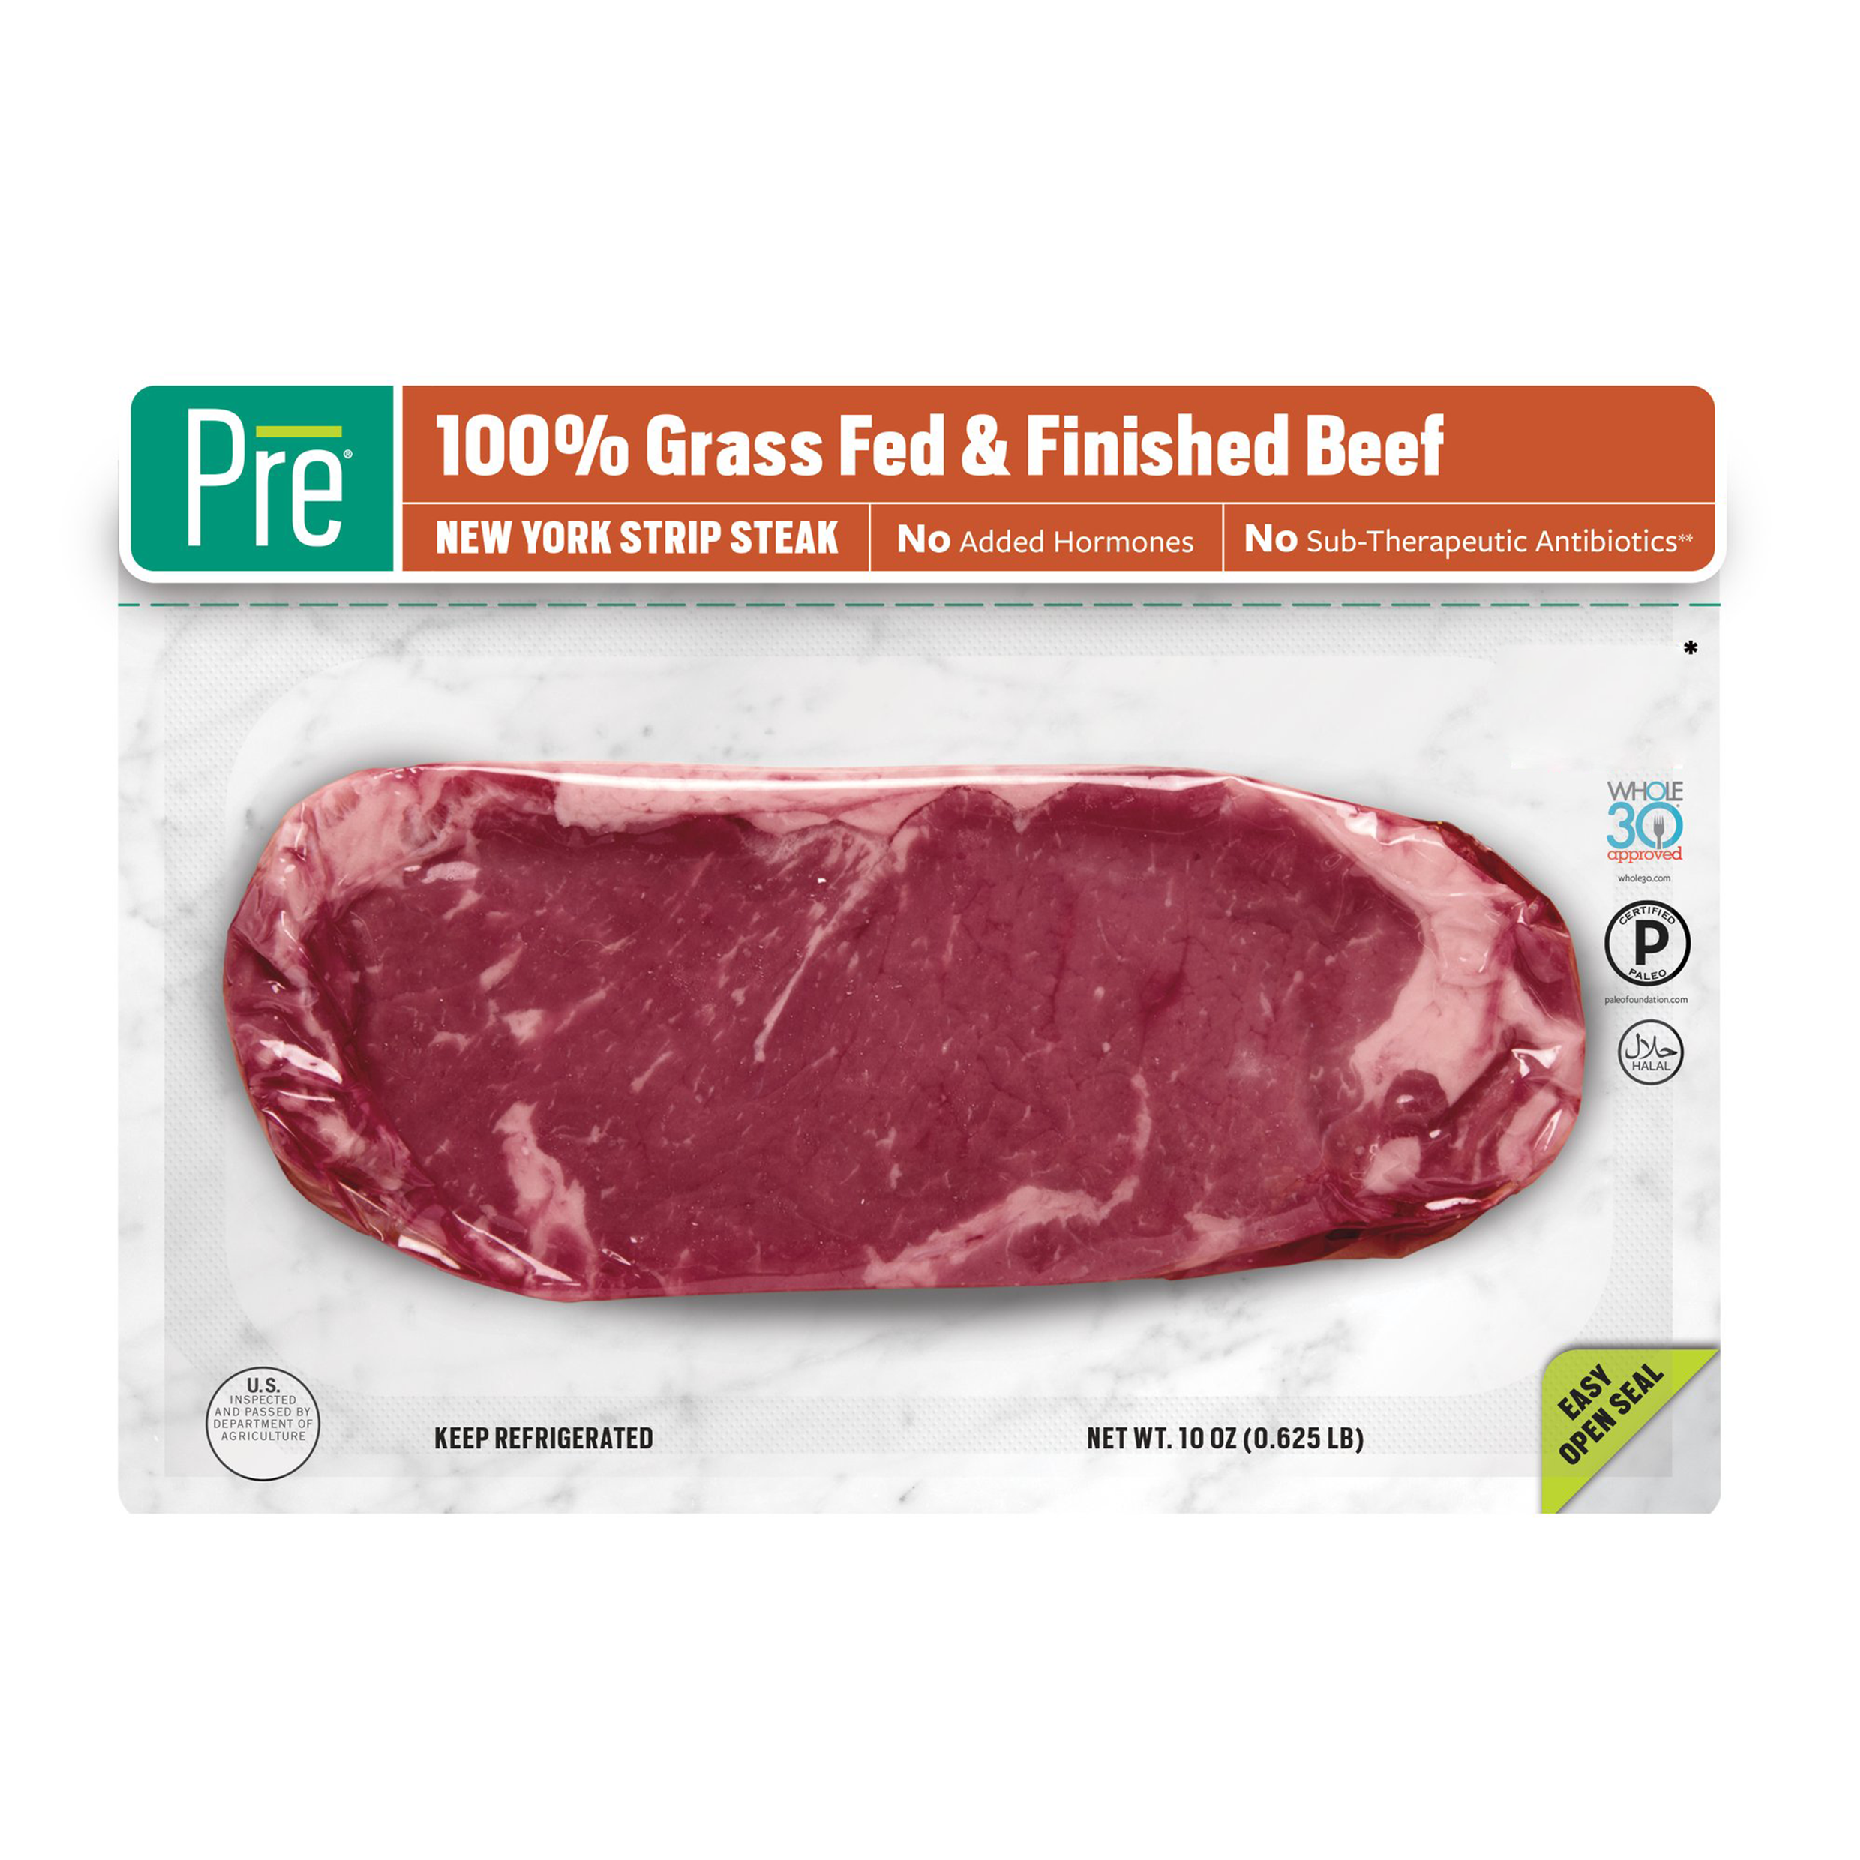 Prē®
100% Grass Fed & Finished Beef
NEW YORK STRIP STEAK
No Added Hormones
No Sub-Therapeutic Antibiotics**
*
WHOLE
30
approved
whole30.com
CERTIFIED
P
PALEO
paleofoundation.com
حلال
HALAL
U.S.
INSPECTED
AND PASSED BY
DEPARTMENT OF
AGRICULTURE
KEEP REFRIGERATED
NET WT. 10 OZ (0.625 LB)
EASY
OPEN SEAL